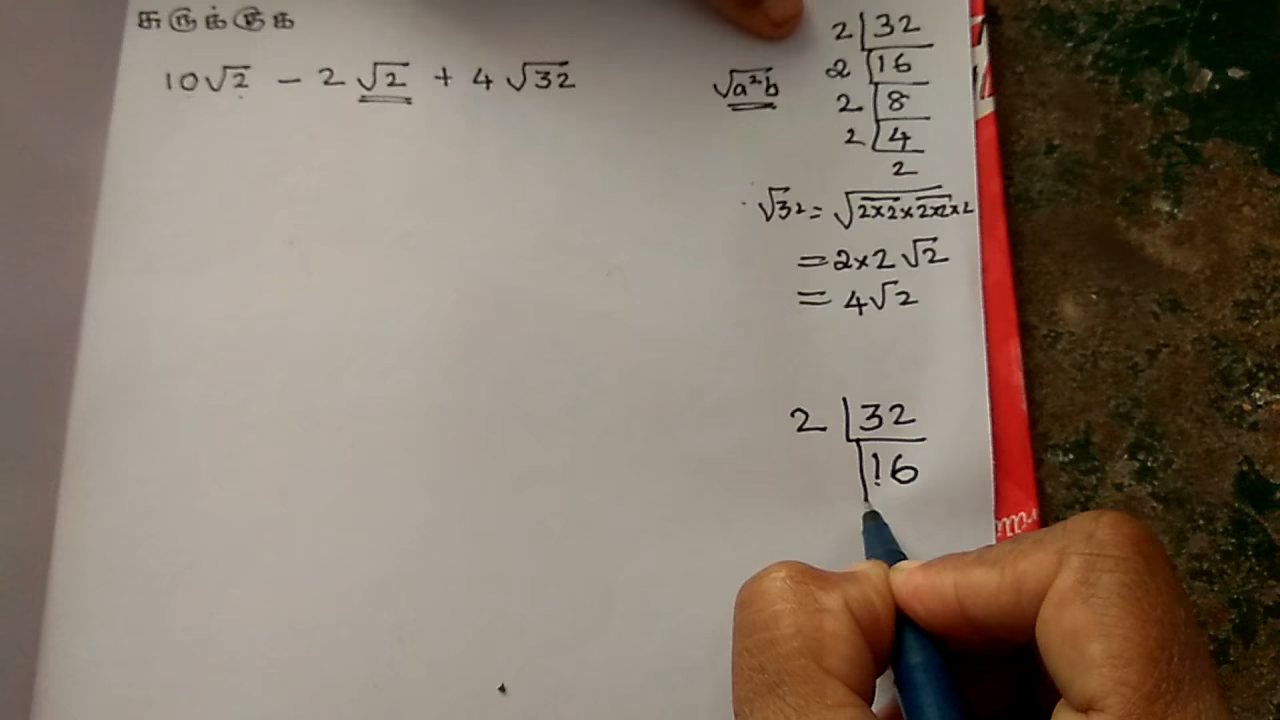 சுருக்குக
10√2 − 2√2 + 4√32
√a²b
2 32
2 16
2 8
2 4
2
√32 = √2×2×2×2×2
= 2×2√2
= 4√2
2 32
16